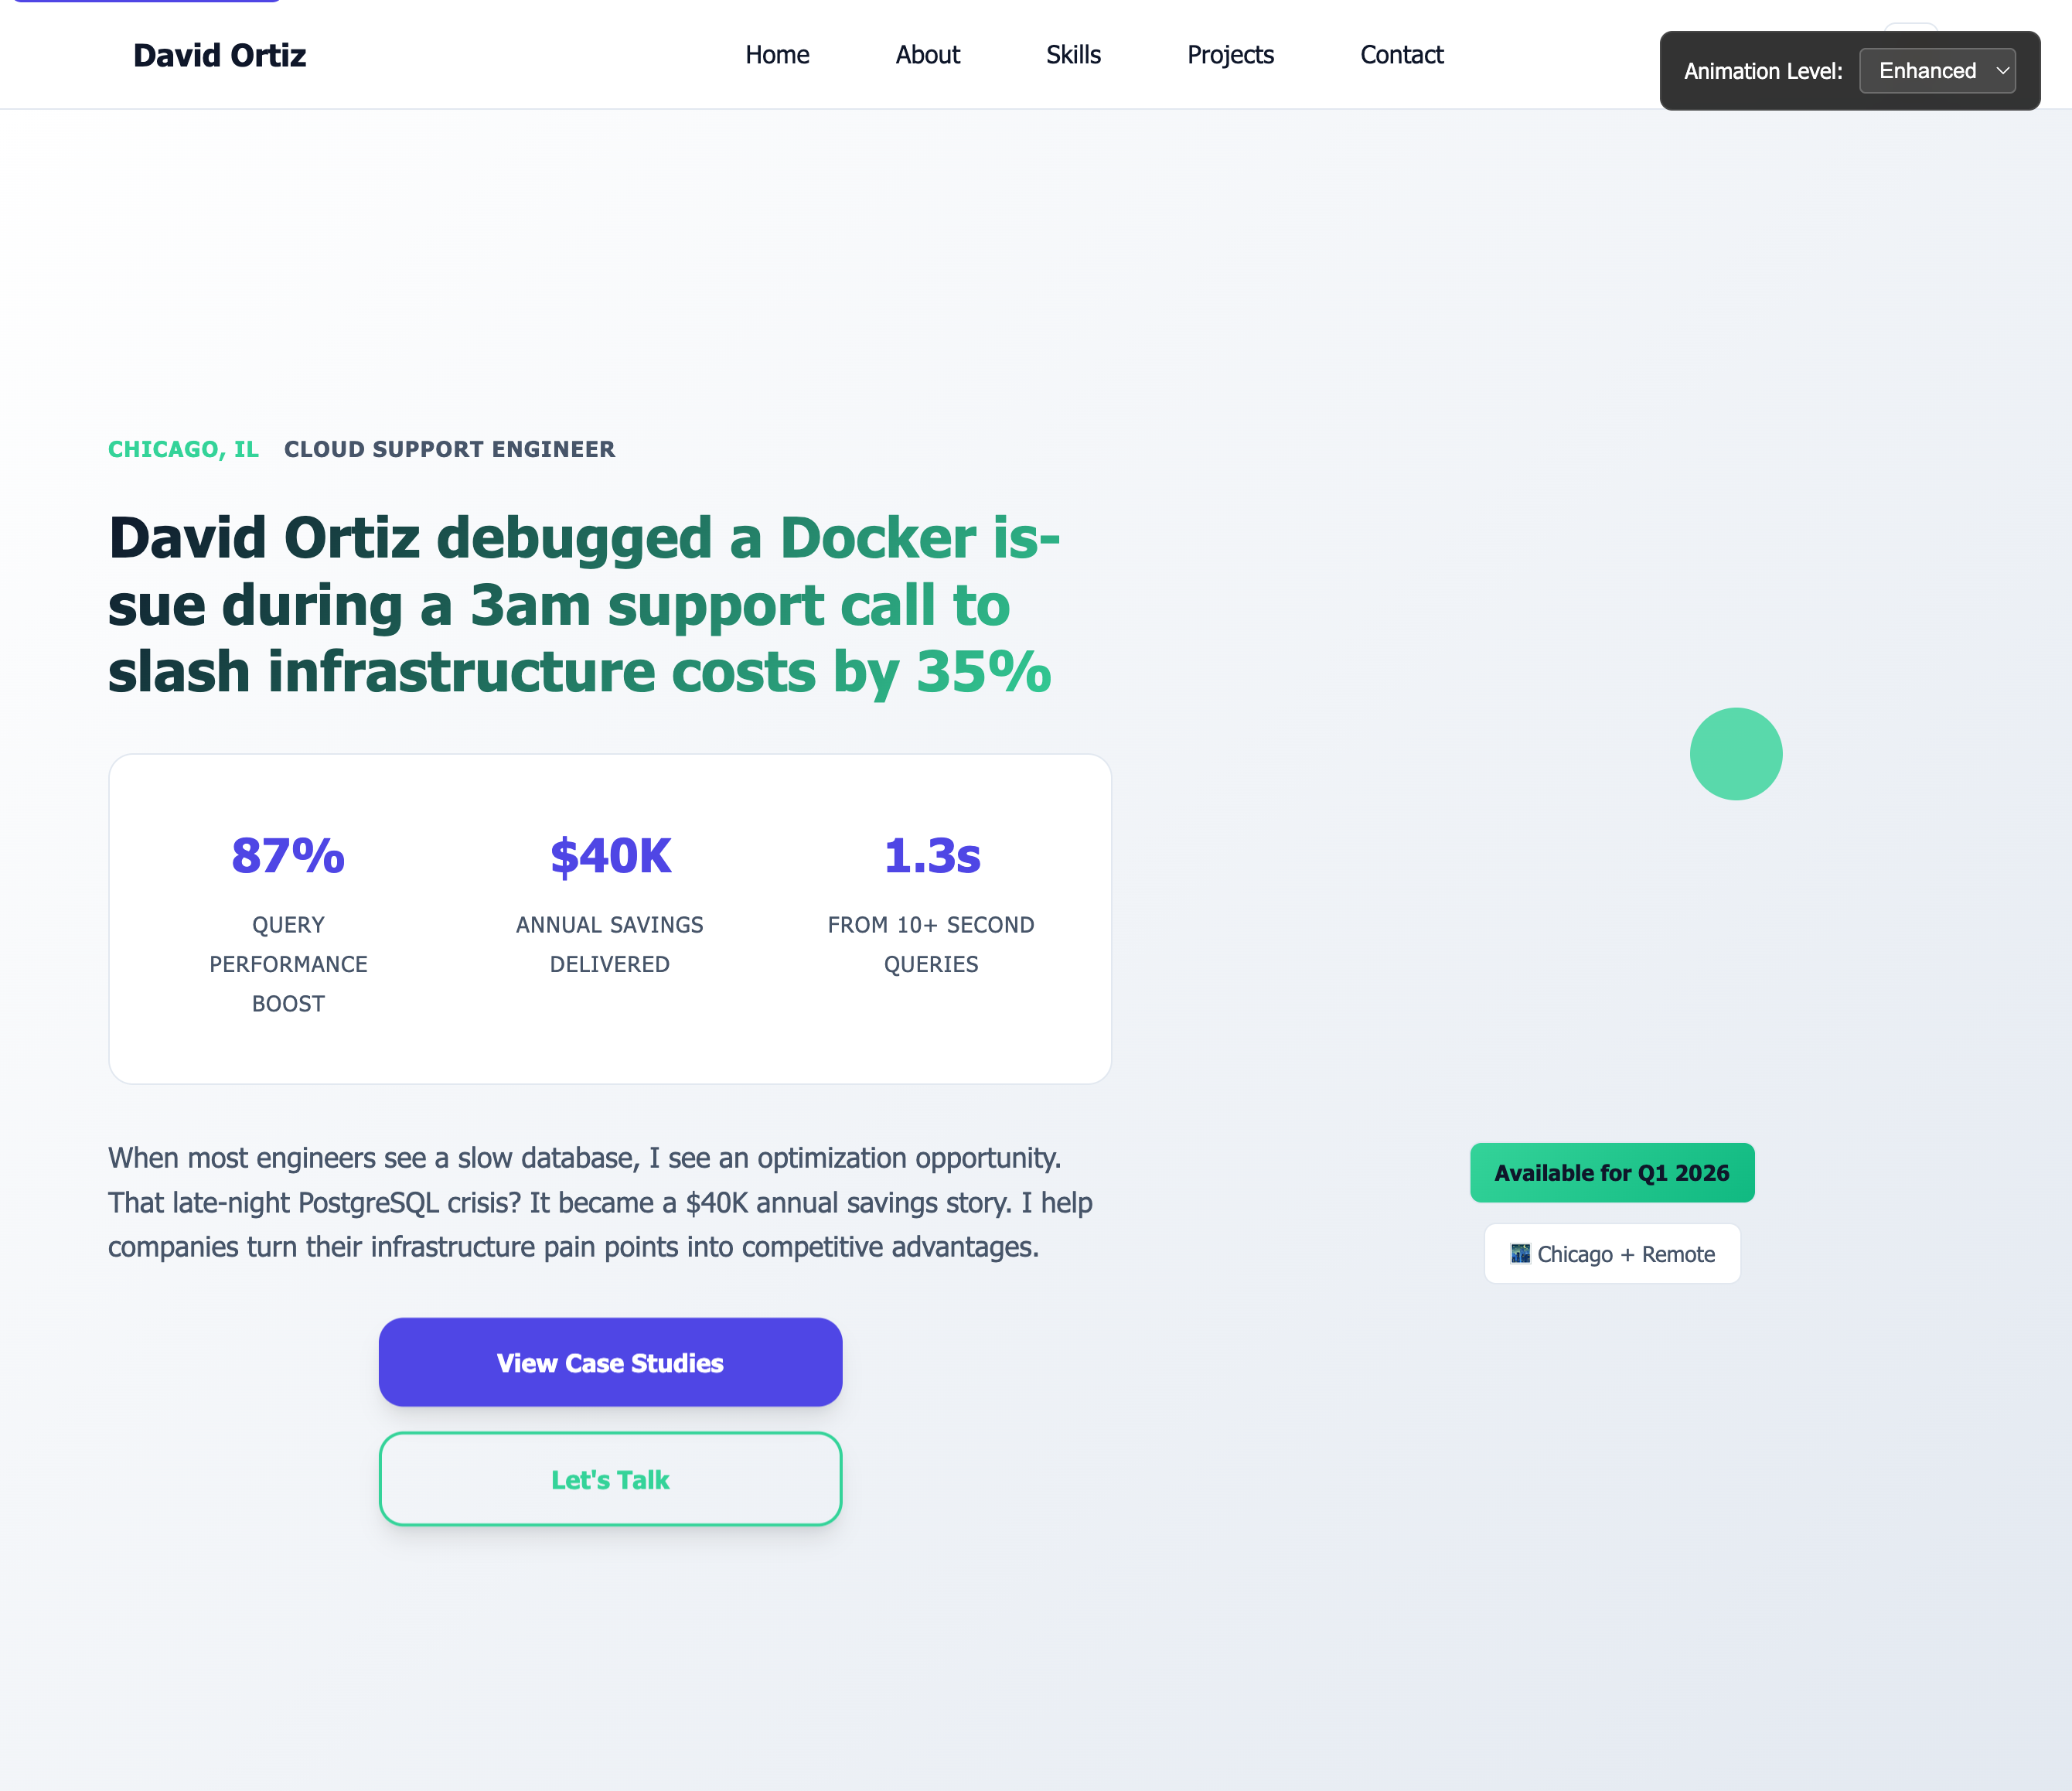 David Ortiz
Home
About
Skills
Projects
Contact
Animation Level:
Enhanced
CHICAGO, IL
CLOUD SUPPORT ENGINEER
David Ortiz debugged a Docker is-
sue during a 3am support call to
slash infrastructure costs by 35%
87%
QUERY
PERFORMANCE
BOOST
$40K
ANNUAL SAVINGS
DELIVERED
1.3s
FROM 10+ SECOND
QUERIES
When most engineers see a slow database, I see an optimization opportunity.
That late-night PostgreSQL crisis? It became a $40K annual savings story. I help
companies turn their infrastructure pain points into competitive advantages.
View Case Studies
Let's Talk
Available for Q1 2026
Chicago + Remote